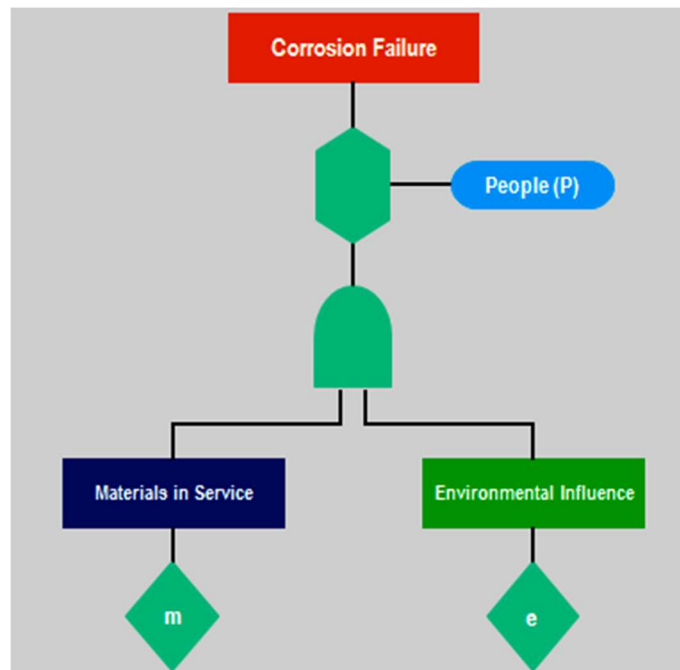 Corrosion Failure
People (P)
Materials in Service
Environmental Influence
m
e